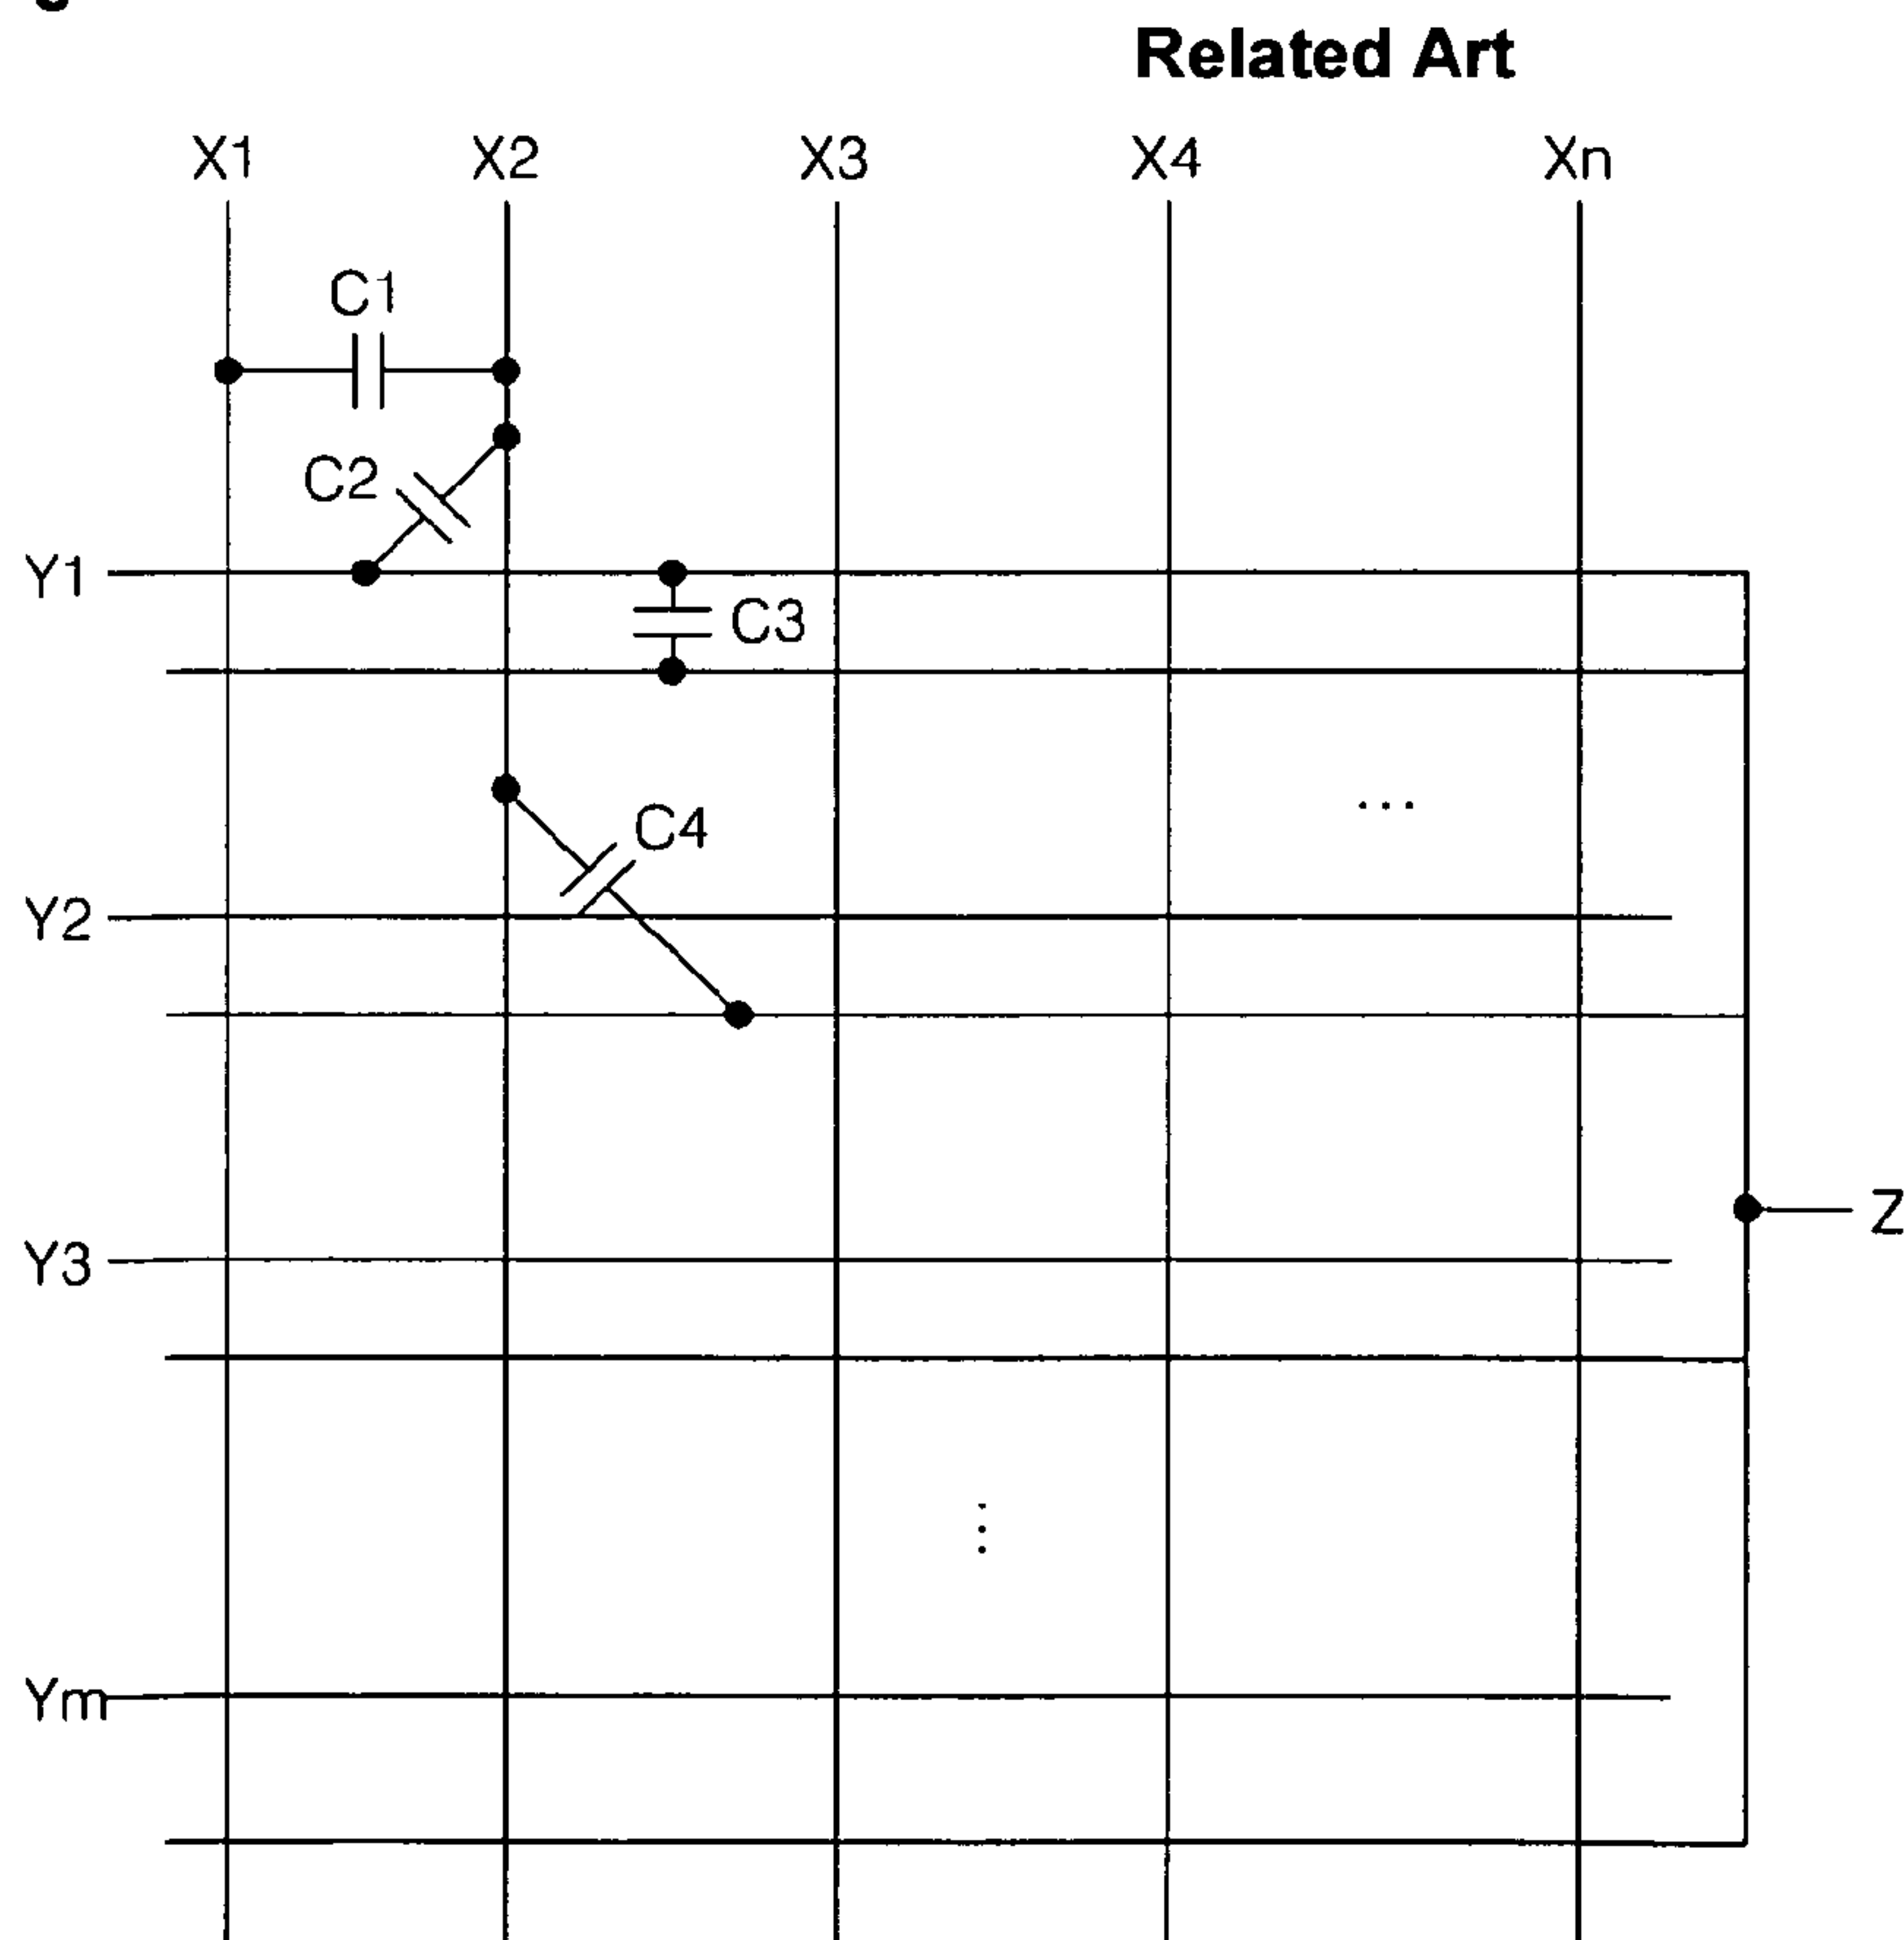 Related Art
X1 X2 X3 X4 Xn
C1
C2
Y1
C3
...
C4
Y2
Z
Y3
Ym